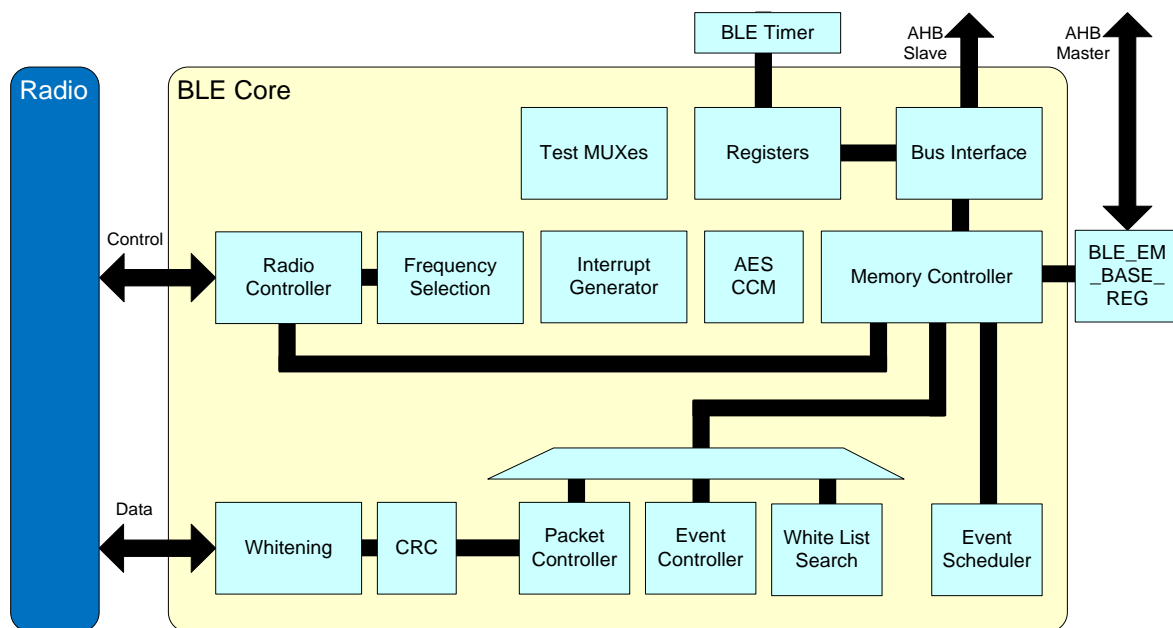 BLE Timer
AHB
Slave
AHB
Master
Radio
BLE Core
Test MUXes
Registers
Bus Interface
Control
Radio
Controller
Frequency
Selection
Interrupt
Generator
AES
CCM
Memory Controller
BLE_EM
_BASE_
REG
Data
Whitening
CRC
Packet
Controller
Event
Controller
White List
Search
Event
Scheduler